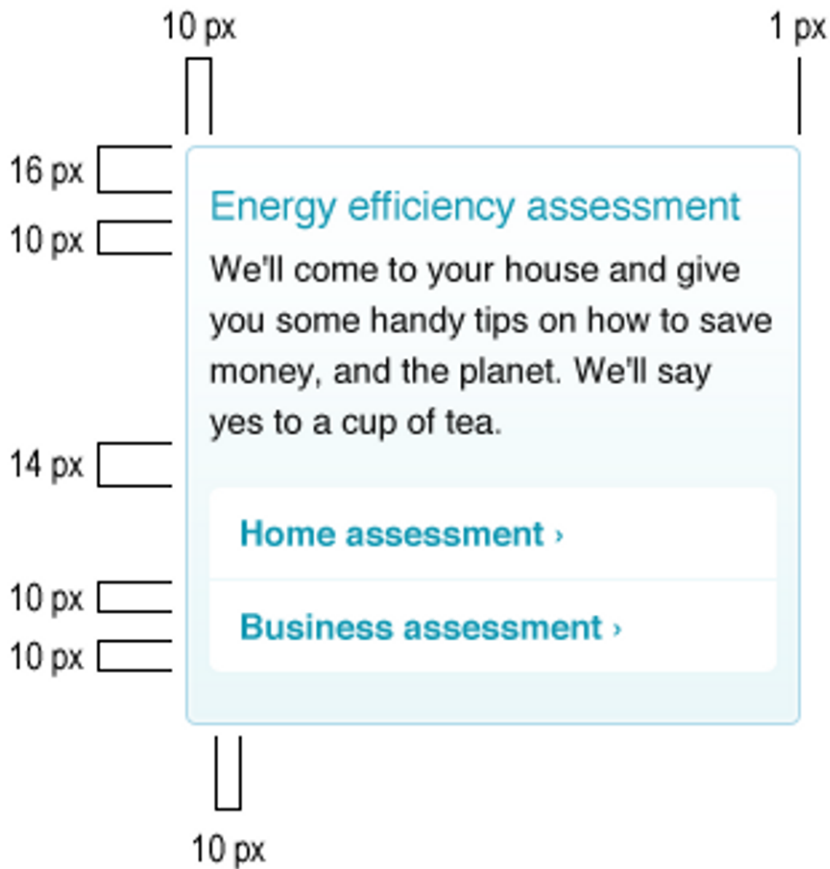 10 px
1 px
16 px
Energy efficiency assessment
10 px
We'll come to your house and give
you some handy tips on how to save
money, and the planet. We'll say
yes to a cup of tea.
14 px
Home assessment ›
10 px
Business assessment ›
10 px
10 px